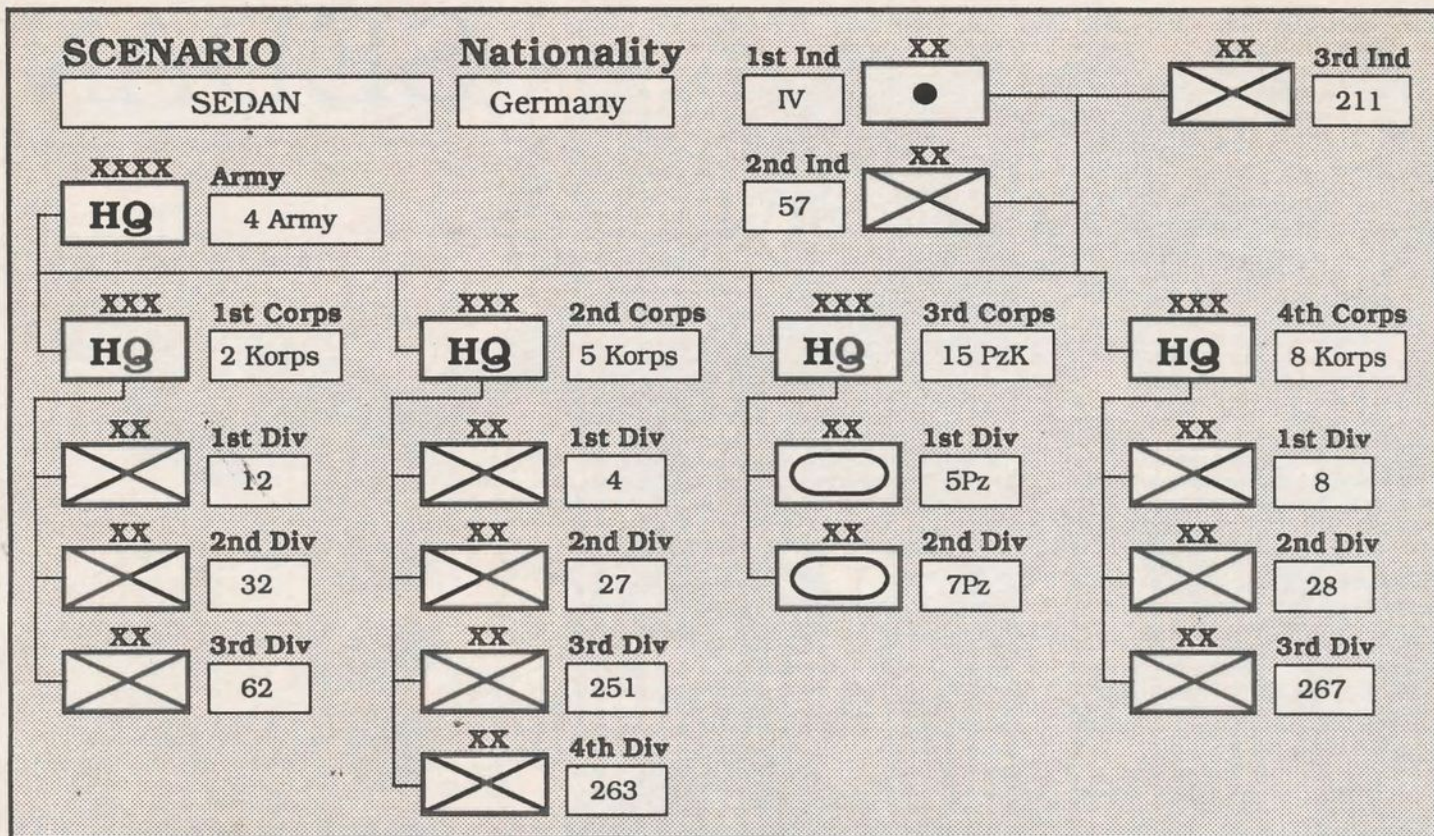 SCENARIO
SEDAN
Nationality
Germany
1st Ind
IV
XX
XX
3rd Ind
211
2nd Ind
57
XX
XXXX
HQ
Army
4 Army
XXX
HQ
1st Corps
2 Korps
XXX
HQ
2nd Corps
5 Korps
XXX
HQ
3rd Corps
15 PzK
XXX
HQ
4th Corps
8 Korps
XX
1st Div
12
XX
2nd Div
32
XX
3rd Div
62
XX
1st Div
4
XX
2nd Div
27
XX
3rd Div
251
XX
4th Div
263
XX
1st Div
5Pz
XX
2nd Div
7Pz
XX
1st Div
8
XX
2nd Div
28
XX
3rd Div
267